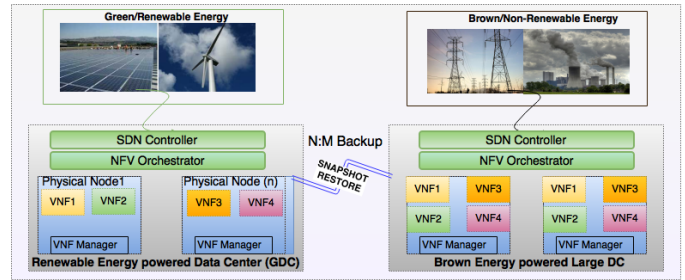 Green/Renewable Energy
Brown/Non-Renewable Energy
SDN Controller
NFV Orchestrator
Physical Node1
VNF1
VNF2
VNF Manager
Physical Node (n)
VNF3
VNF4
VNF Manager
Renewable Energy powered Data Center (GDC)
N:M Backup
SNAPSHOT
RESTORE
SDN Controller
NFV Orchestrator
VNF1
VNF3
VNF2
VNF4
VNF Manager
VNF1
VNF3
VNF2
VNF4
VNF Manager
Brown Energy powered Large DC